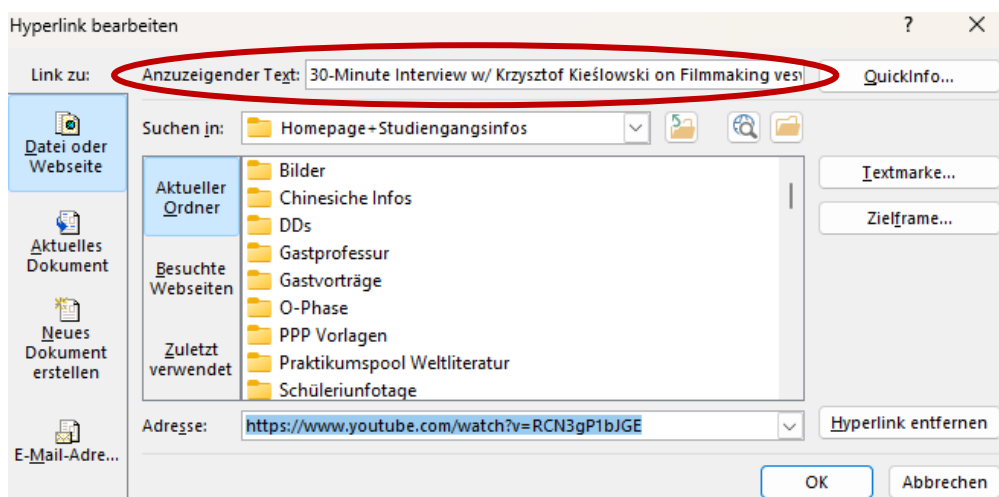 Hyperlink bearbeiten
?
Link zu:
Anzuzeigender Text: 30-Minute Interview w/ Krzysztof Kieślowski on Filmmaking
QuickInfo...
Datei oder
Webseite
Aktuelles
Dokument
Neues
Dokument
erstellen
E-Mail-Adre...
Suchen in: Homepage+Studiengangsinfos
Aktueller
Ordner
Besuchte
Webseiten
Zuletzt
verwendet
Bilder
Chinesiche Infos
DDs
Gastprofessur
Gastvorträge
O-Phase
PPP Vorlagen
Praktikumspool Weltliteratur
Schüleriunfotage
Textmarke...
Zielframe...
Adresse: https://www.youtube.com/watch?v=RCN3gP1bJGE
Hyperlink entfernen
OK
Abbrechen